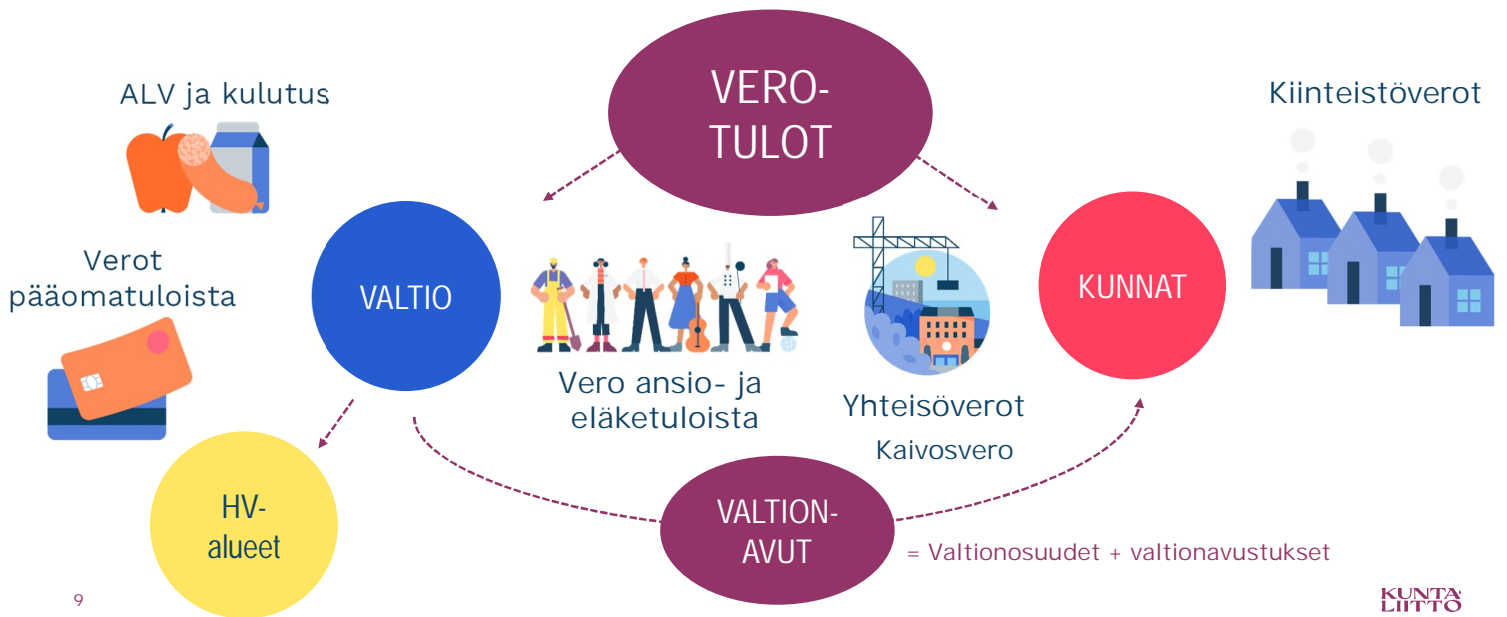 VERO-
TULOT
ALV ja kulutus
Kiinteistöverot
Verot
pääomatuloista
VALTIO
KUNNAT
Vero ansio- ja
eläketuloista
Yhteisöverot
Kaivosvero
HV-
alueet
VALTION-
AVUT
= Valtionosuudet + valtionavustukset
9
KUNTA
LIITTO